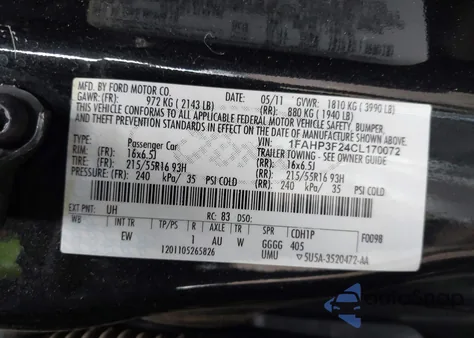 MFD. BY FORD MOTOR CO.
DATE: 05/11 GVWR: 1810 KG ( 3990 LB)
GAWR:(FR): 972 KG ( 2143 LB) (RR): 880 KG ( 1940 LB)
THIS VEHICLE CONFORMS TO ALL APPLICABLE FEDERAL MOTOR VEHICLE SAFETY, BUMPER,
AND THEFT PREVENTION STANDARDS IN EFFECT ON THE DATE OF MANUFACTURE SHOWN ABOVE.
VIN: 1FAHP3F24CL170072
TYPE: Passenger Car TRAILER TOWING - SEE OWNER GUIDE
RIM: (FR): 16x6.5J (RR): 16x6.5J
TIRES: (FR): 215/55R16 93H (RR): 215/55R16 93H
PRESSURE: (FR): 240 kPa/ 35 PSI COLD (RR): 240 kPa/ 35 PSI COLD
EXT PNT: UH RC: 83 DSO: F0098
WB INT TR TP/PS R AXLE TR CDH1P
EW 1 AU W GGGG 405
1201105265826 UMU ▽5U5A-3520472-AA
AutoSnap